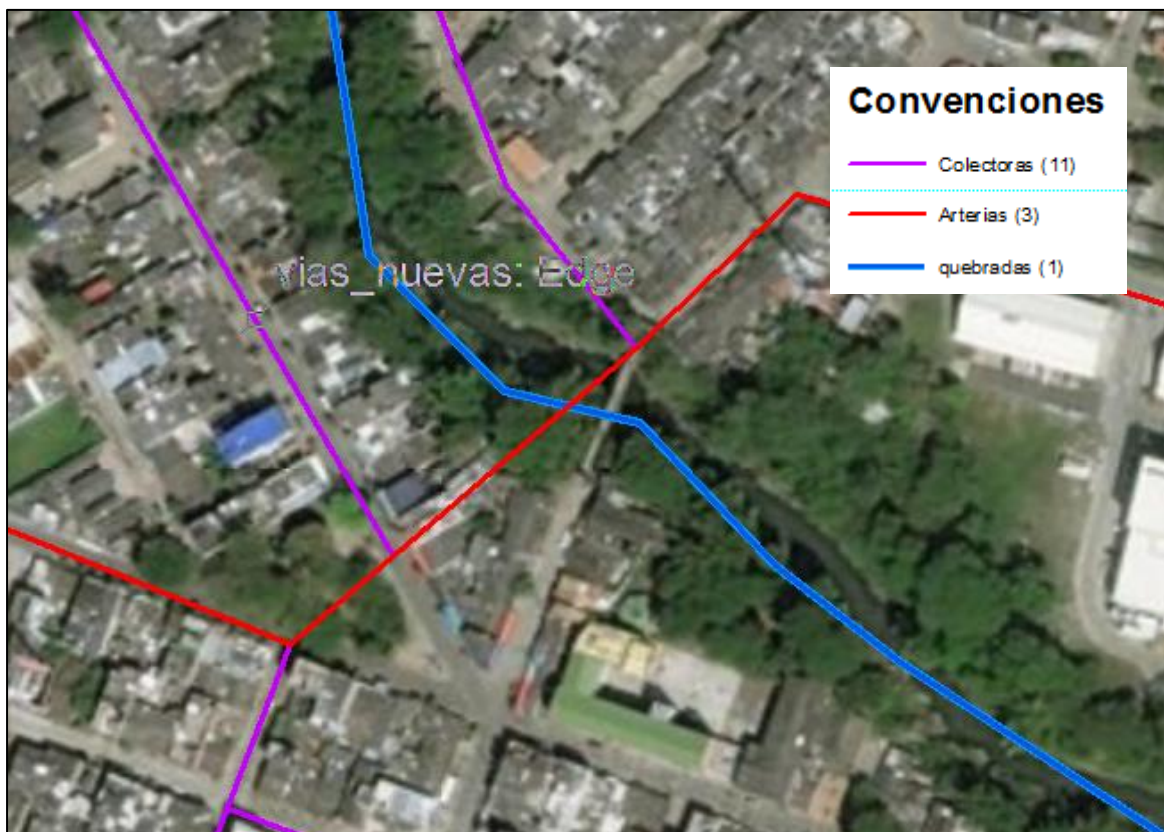 Convenciones
Colectoras (11)
Arterias (3)
quebradas (1)
vias_nuevas: Edge